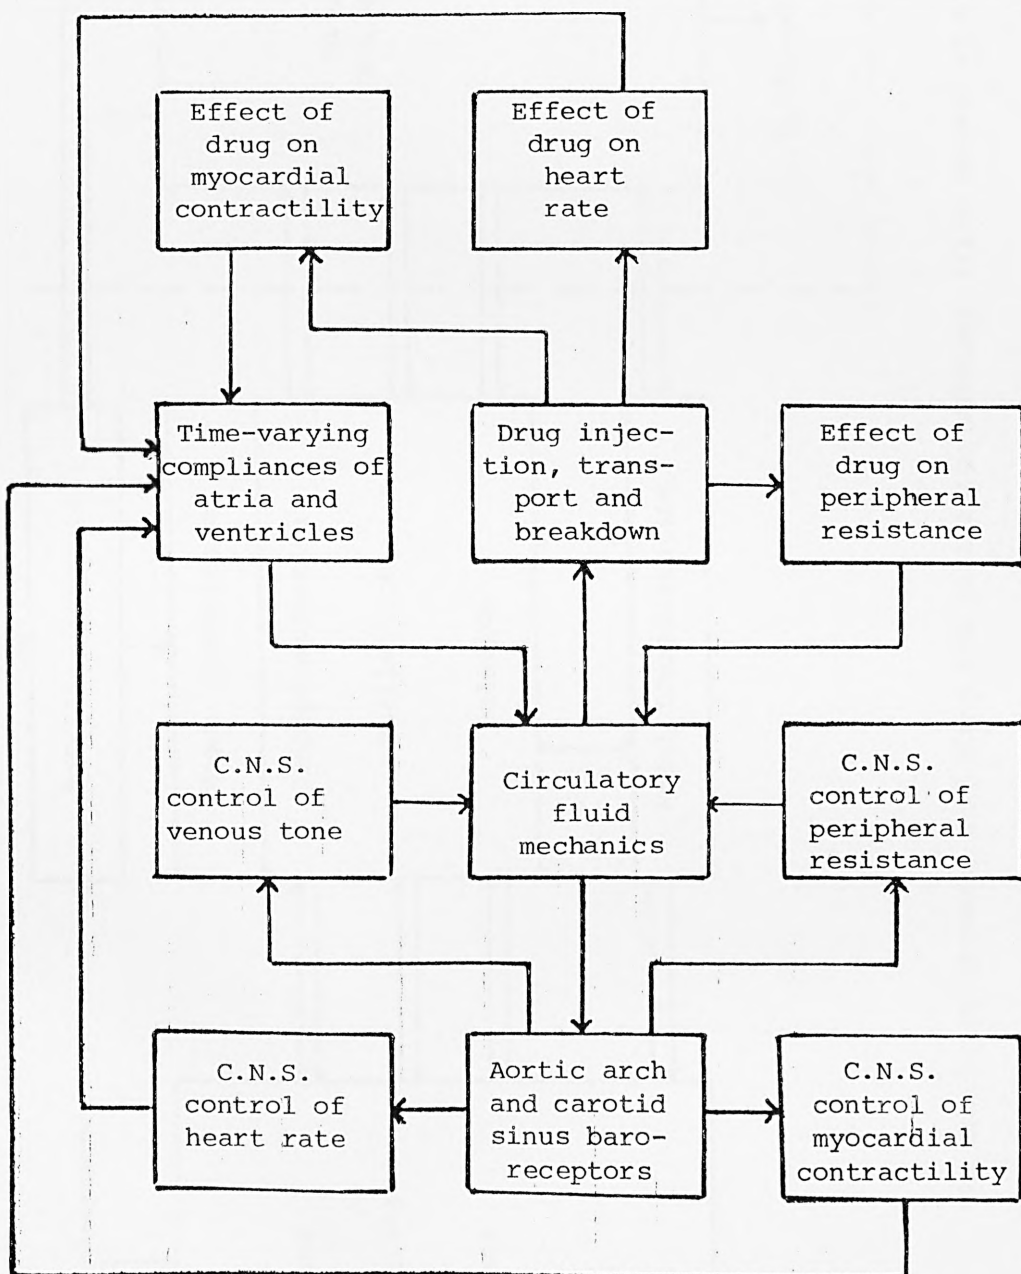 Effect of
drug on
myocardial
contractility
Effect of
drug on
heart
rate
Time-varying
compliances of
atria and
ventricles
Drug injec-
tion, trans-
port and
breakdown
Effect of
drug on
peripheral
resistance
C.N.S.
control of
venous tone
Circulatory
fluid
mechanics
C.N.S.
control of
peripheral
resistance
C.N.S.
control of
heart rate
Aortic arch
and carotid
sinus baro-
receptors
C.N.S.
control of
myocardial
contractility